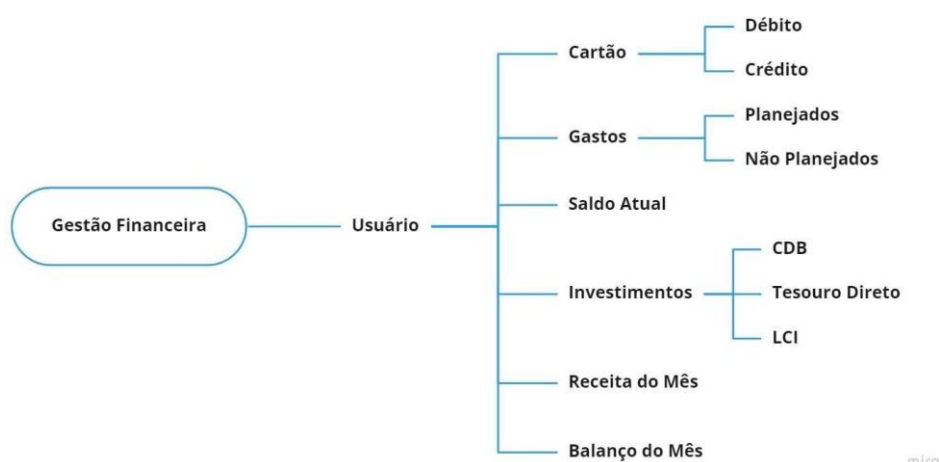 Débito
Cartão
Crédito
Planejados
Gastos
Não Planejados
Saldo Atual
Gestão Financeira
Usuário
CDB
Investimentos
Tesouro Direto
LCI
Receita do Mês
Balanço do Mês
miro